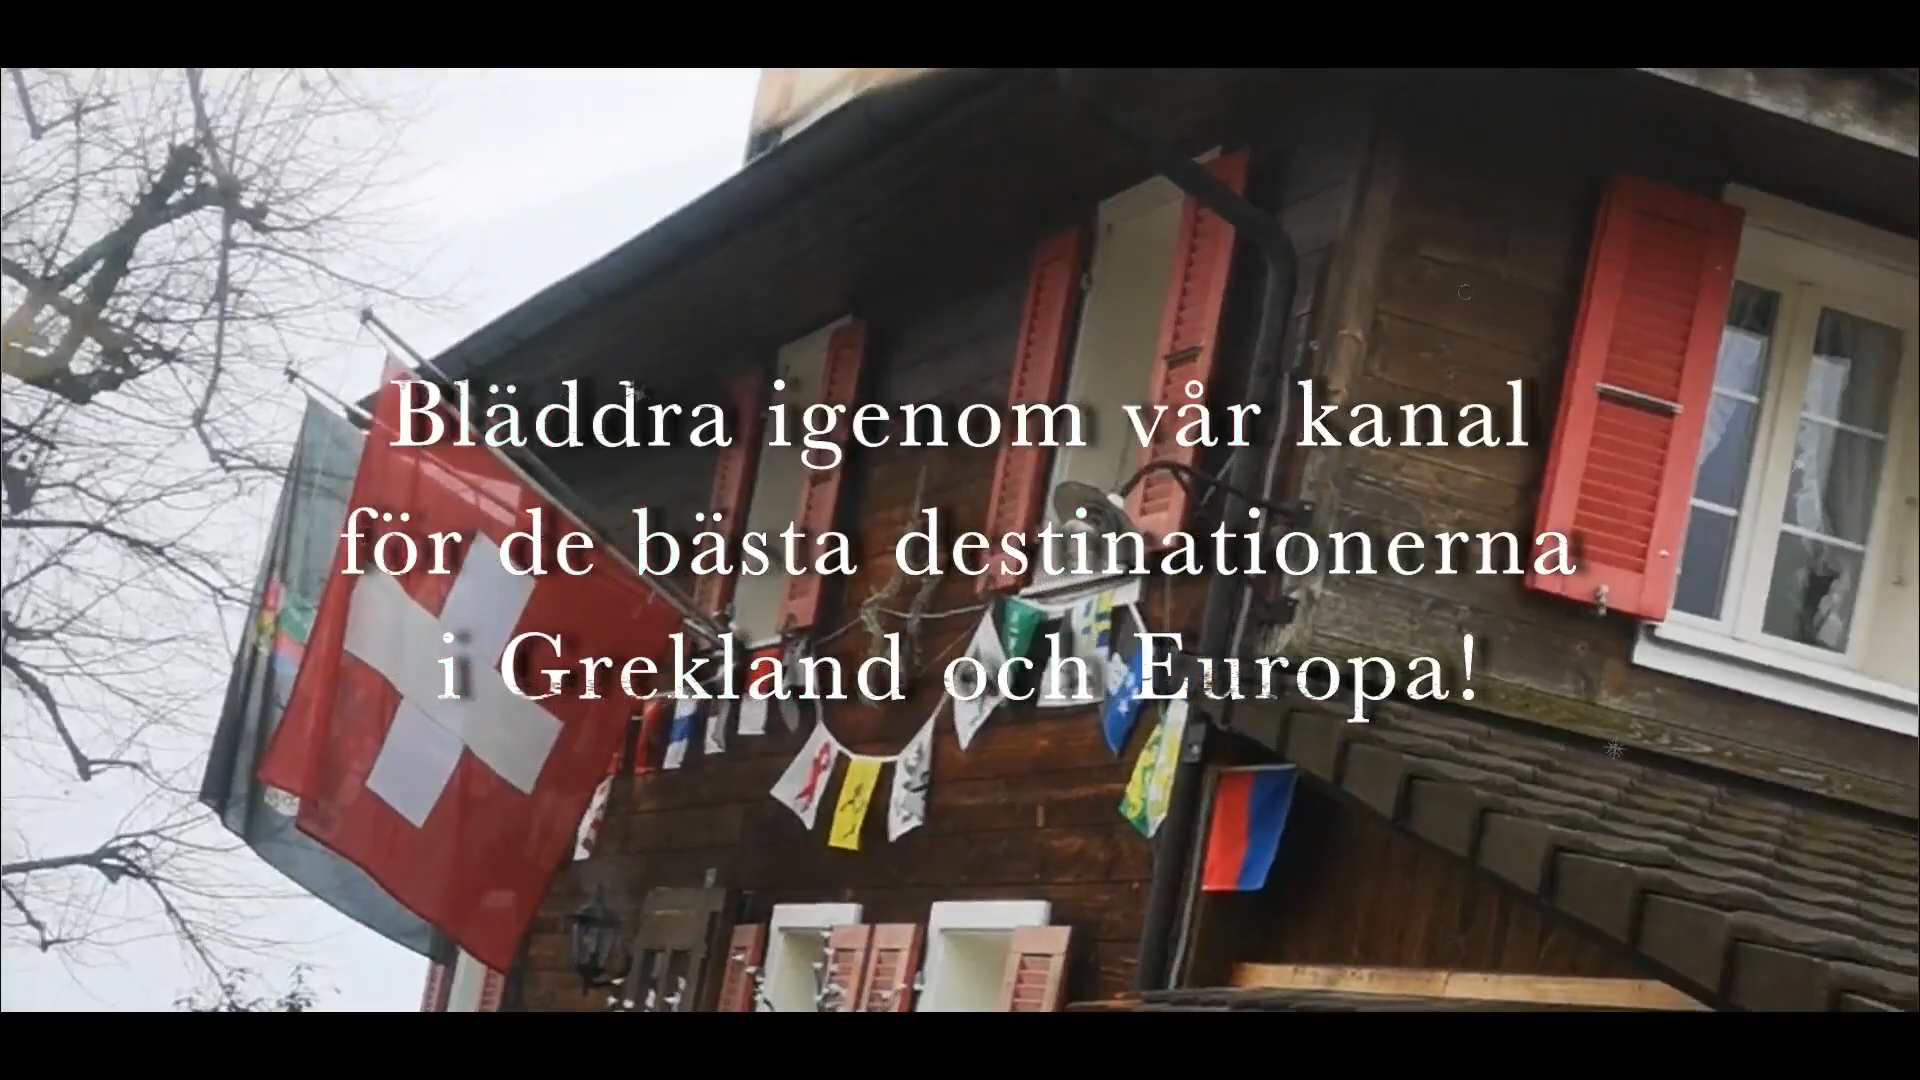 Bläddra igenom vår kanal
för de bästa destinationerna
i Grekland och Europa!